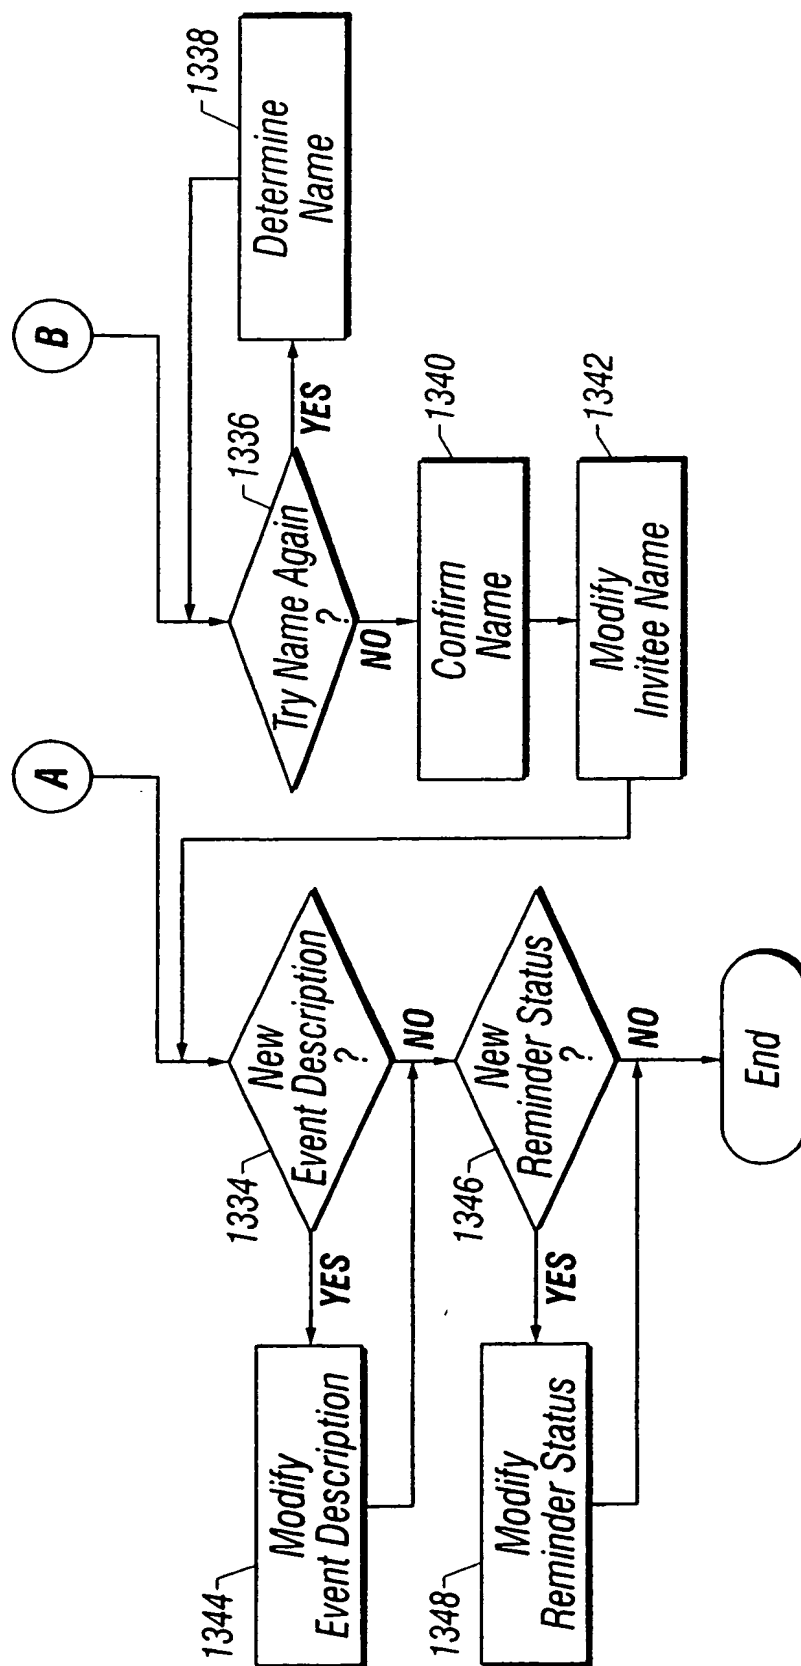 A
B
1334
New
Event Description
?
YES
NO
1344
Modify
Event Description
1346
New
Reminder Status
?
YES
NO
1348
Modify
Reminder Status
End
1336
Try Name Again
?
YES
NO
1338
Determine
Name
1340
Confirm
Name
1342
Modify
Invitee Name